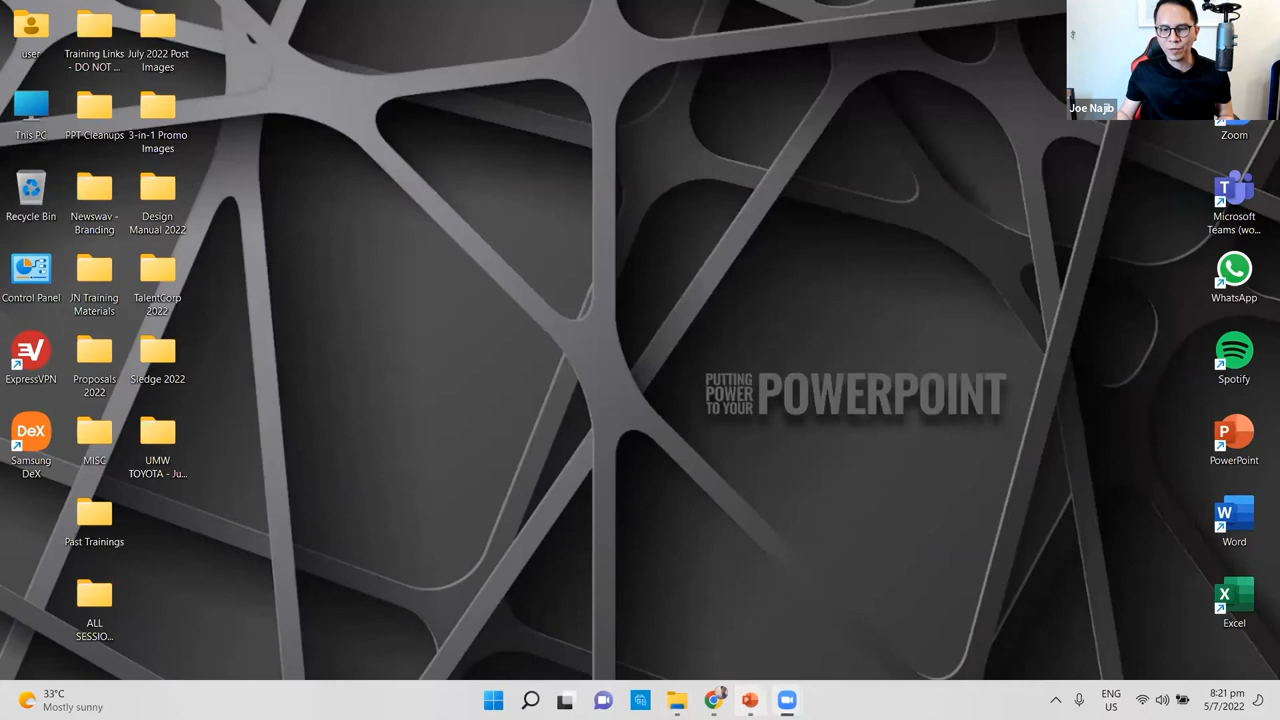 user
Training Links
- DO NOT ...
July 2022 Post
Images
This PC
PPT Cleanups
3-in-1 Promo
Images
Recycle Bin
Newswav -
Branding
Design
Manual 2022
Control Panel
JN Training
Materials
TalentCorp
2022
ExpressVPN
Proposals
2022
Sledge 2022
DeX
Samsung
DeX
MISC
UMW
TOYOTA - Ju...
Past Trainings
ALL
SESSIO...
PUTTING
POWER
TO YOUR
POWERPOINT
Joe Najib
Zoom
T
Microsoft
Teams (wo...
WhatsApp
Spotify
P
PowerPoint
W
Word
X
Excel
33°C
Mostly sunny
ENG
US
8:21 pm
5/7/2022